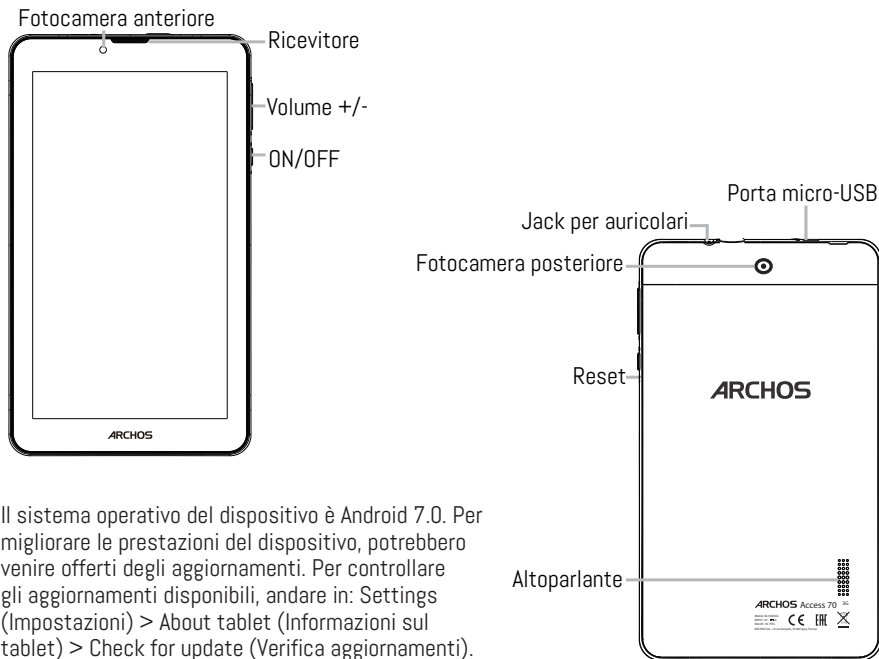 Fotocamera anteriore
Ricevitore
Volume +/-
ON/OFF
ARCHOS
Porta micro-USB
Jack per auricolari
Fotocamera posteriore
Reset
ARCHOS
Altoparlante
ARCHOS Access 70 3G
CE EAC
Il sistema operativo del dispositivo è Android 7.0. Per
migliorare le prestazioni del dispositivo, potrebbero
venire offerti degli aggiornamenti. Per controllare
gli aggiornamenti disponibili, andare in: Settings
(Impostazioni) > About tablet (Informazioni sul
tablet) > Check for update (Verifica aggiornamenti).